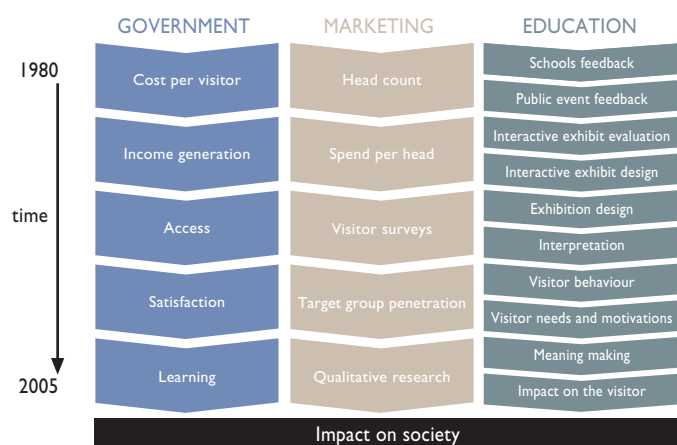 GOVERNMENT
MARKETING
EDUCATION
1980
time
2005
Cost per visitor
Income generation
Access
Satisfaction
Learning
Head count
Spend per head
Visitor surveys
Target group penetration
Qualitative research
Schools feedback
Public event feedback
Interactive exhibit evaluation
Interactive exhibit design
Exhibition design
Interpretation
Visitor behaviour
Visitor needs and motivations
Meaning making
Impact on the visitor
Impact on society